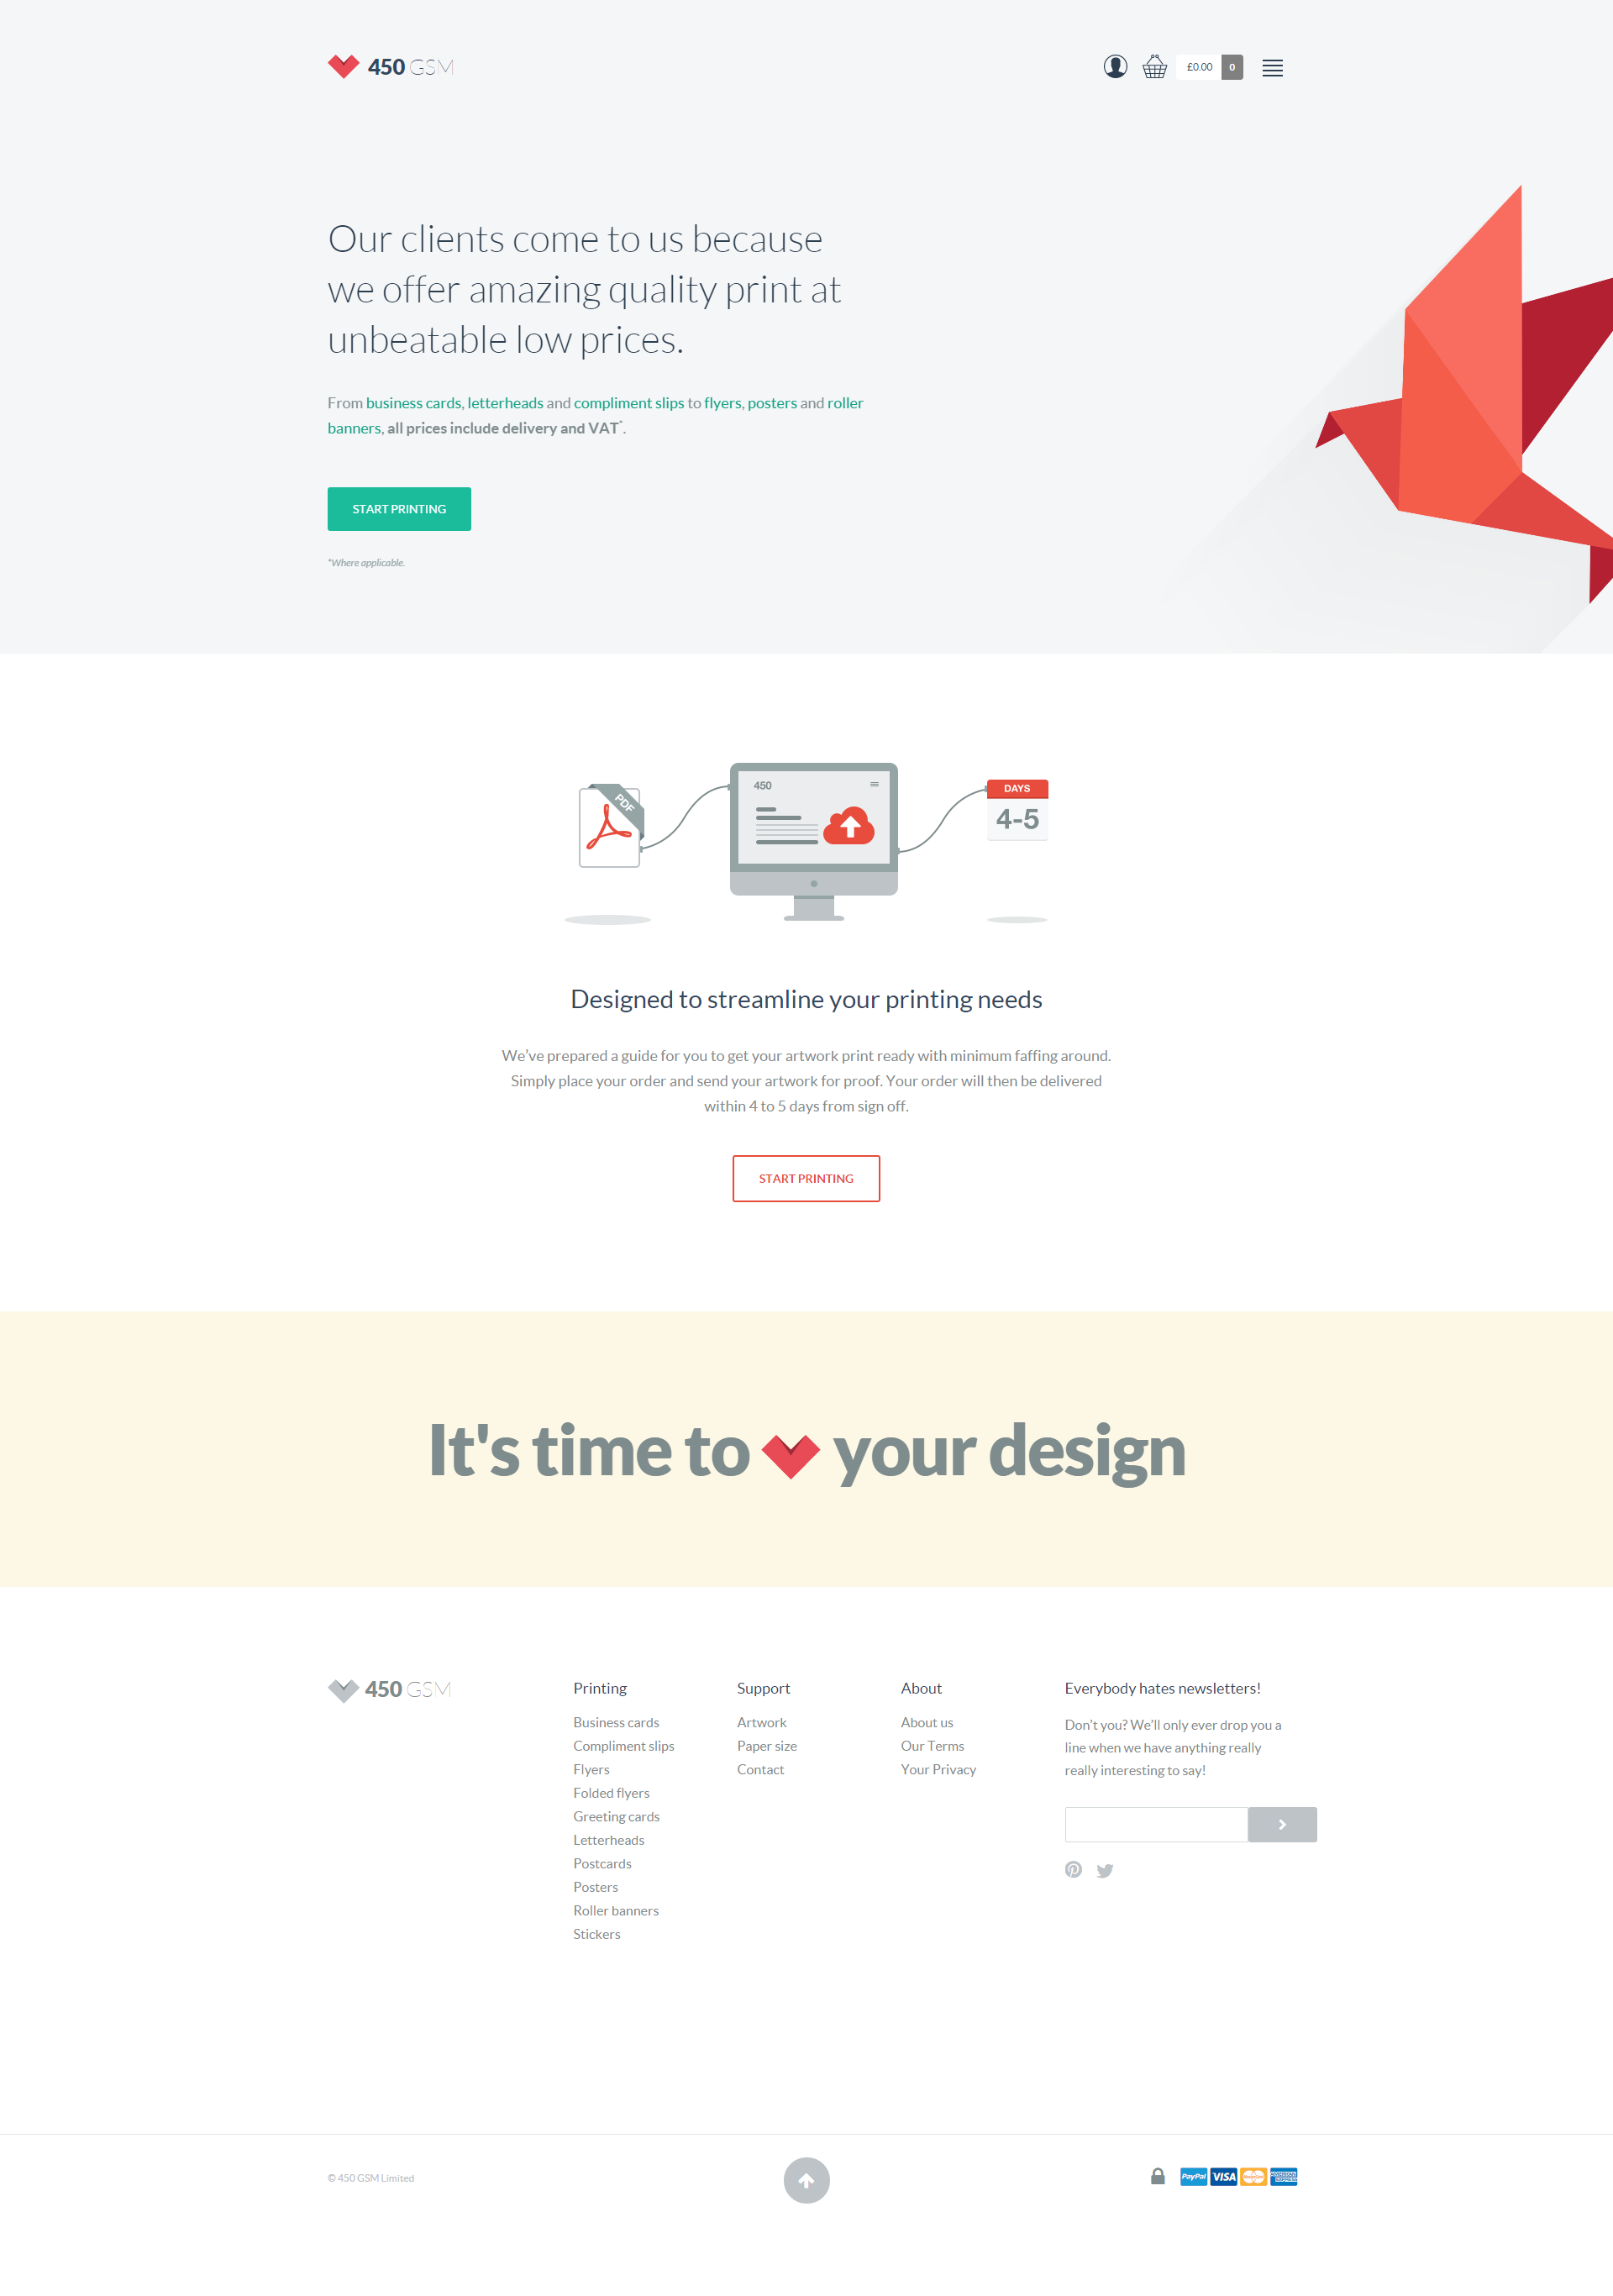 450 GSM
£0.00 0
Our clients come to us because
we offer amazing quality print at
unbeatable low prices.
From business cards, letterheads and compliment slips to flyers, posters and roller
banners, all prices include delivery and VAT*.
START PRINTING
*Where applicable.
PDF
450
DAYS
4-5
Designed to streamline your printing needs
We’ve prepared a guide for you to get your artwork print ready with minimum faffing around.
Simply place your order and send your artwork for proof. Your order will then be delivered
within 4 to 5 days from sign off.
START PRINTING
It's time to your design
450 GSM
Printing
Business cards
Compliment slips
Flyers
Folded flyers
Greeting cards
Letterheads
Postcards
Posters
Roller banners
Stickers
Support
Artwork
Paper size
Contact
About
About us
Our Terms
Your Privacy
Everybody hates newsletters!
Don’t you? We’ll only ever drop you a
line when we have anything really
really interesting to say!
© 450 GSM Limited
PayPal VISA MasterCard AMERICAN EXPRESS